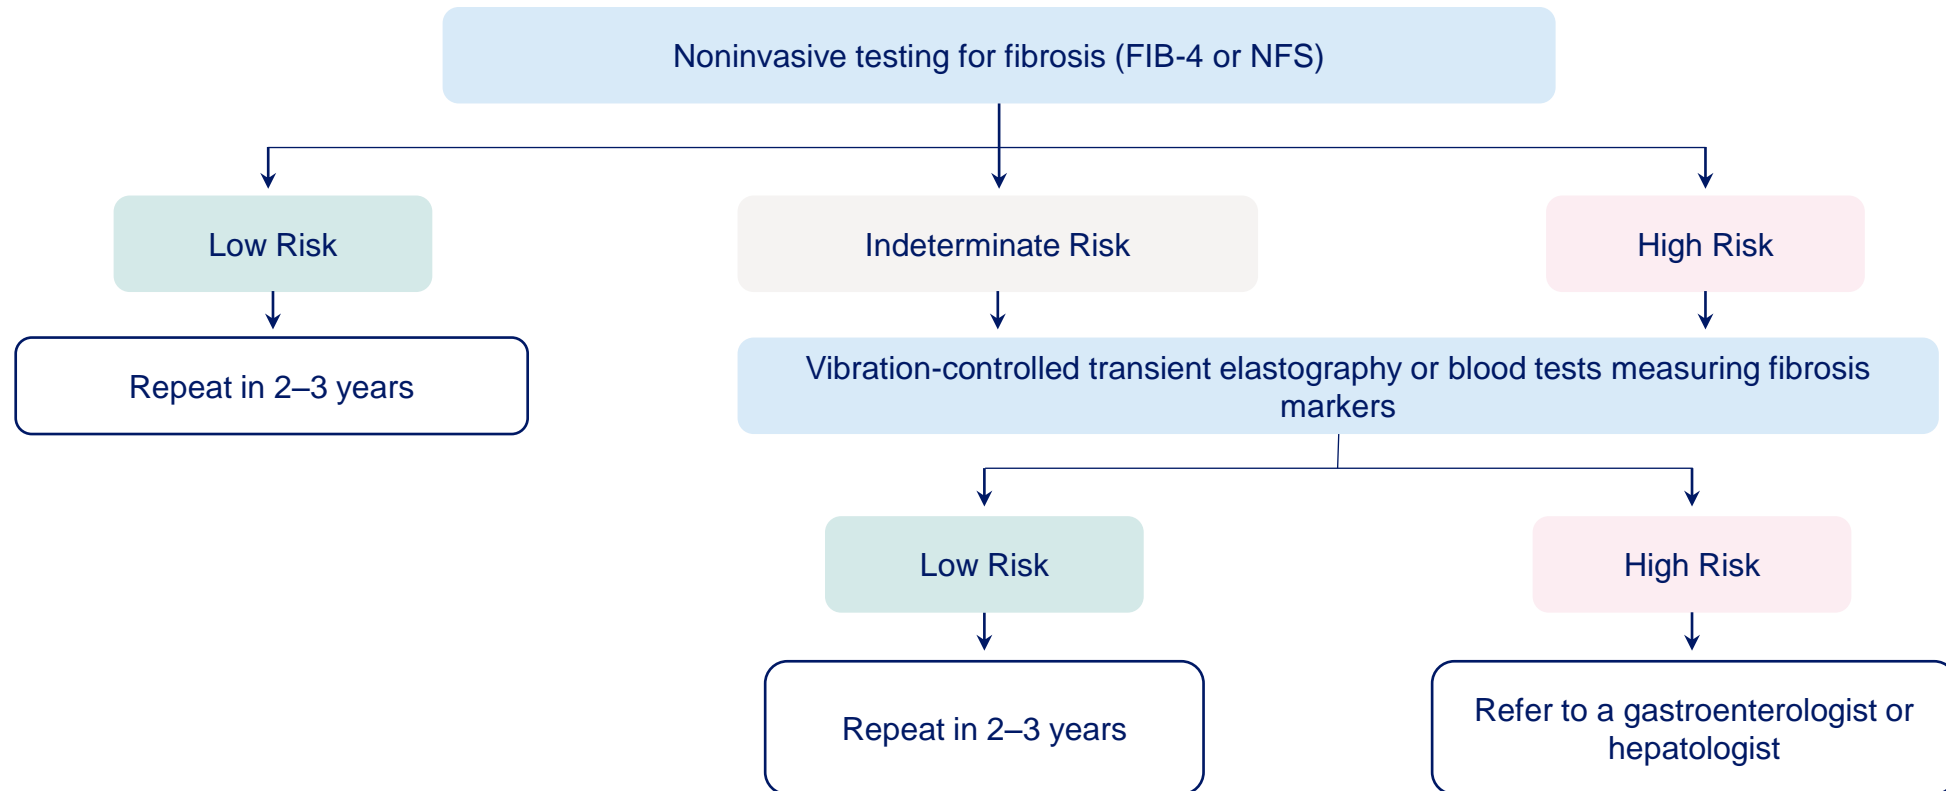 Noninvasive testing for fibrosis (FIB-4 or NFS)
Low Risk
Indeterminate Risk
High Risk
Repeat in 2–3 years
Vibration-controlled transient elastography or blood tests measuring fibrosis
markers
Low Risk
High Risk
Repeat in 2–3 years
Refer to a gastroenterologist or
hepatologist